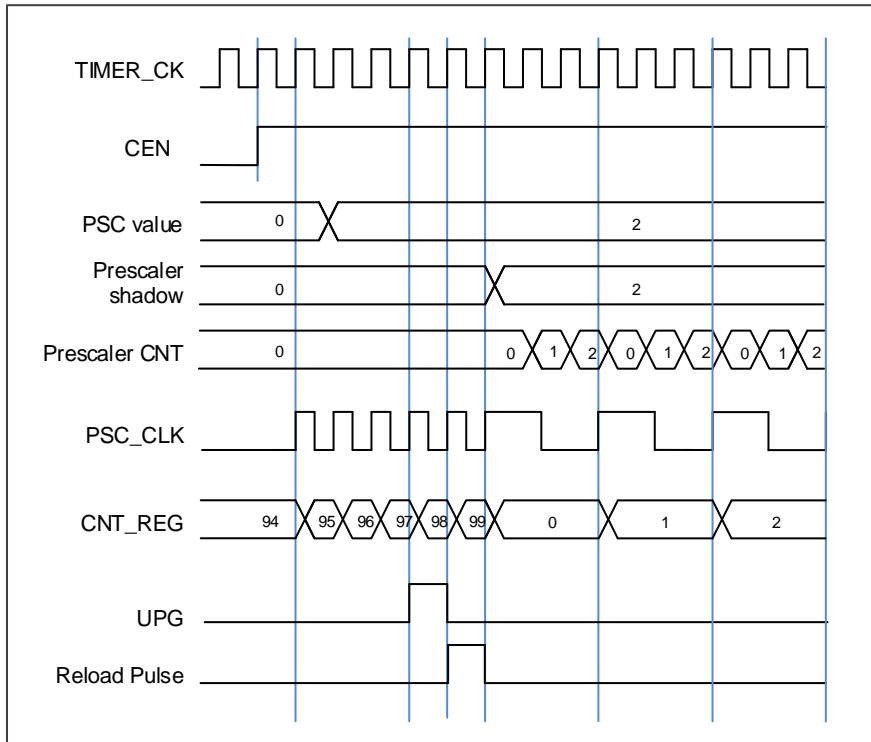 TIMER_CK
CEN
PSC value 0 2
Prescaler
shadow 0 2
Prescaler CNT 0 0 1 2 0 1 2 0 1 2
PSC_CLK
CNT_REG 94 95 96 97 98 99 0 1 2
UPG
Reload Pulse